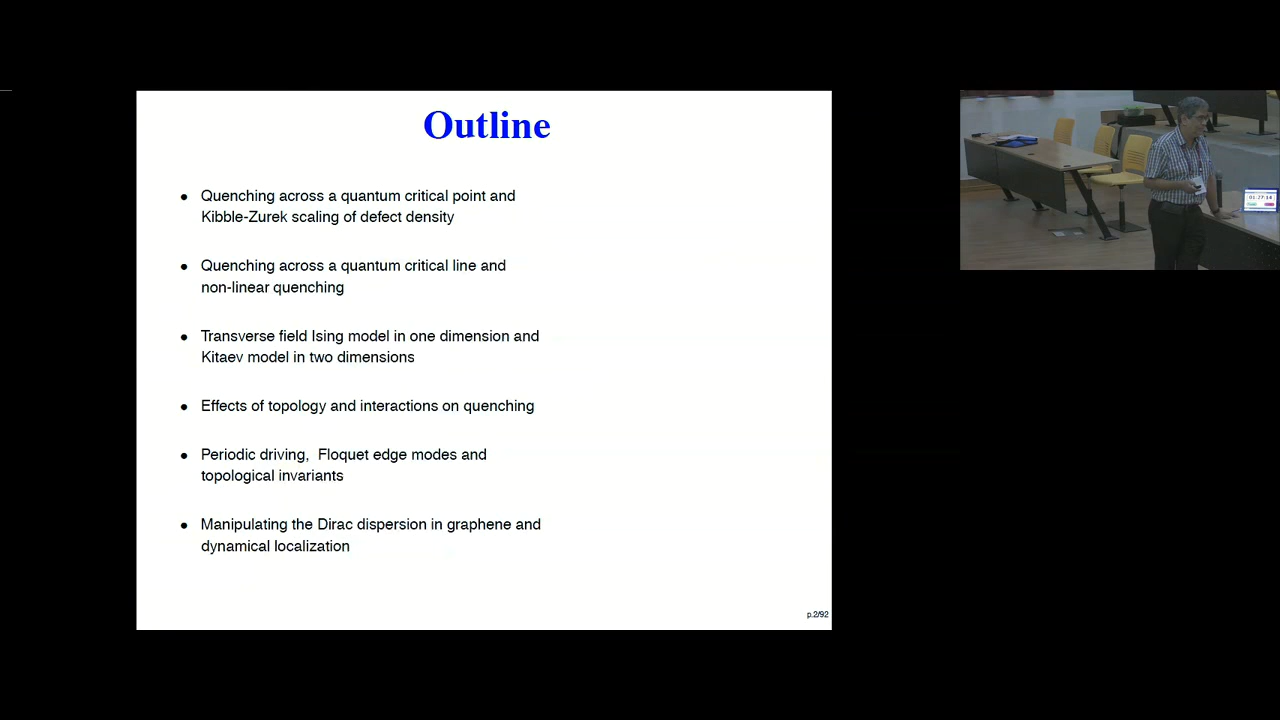 Outline
• Quenching across a quantum critical point and
Kibble-Zurek scaling of defect density
• Quenching across a quantum critical line and
non-linear quenching
• Transverse field Ising model in one dimension and
Kitaev model in two dimensions
• Effects of topology and interactions on quenching
• Periodic driving, Floquet edge modes and
topological invariants
• Manipulating the Dirac dispersion in graphene and
dynamical localization
p.2/92
01:27:14